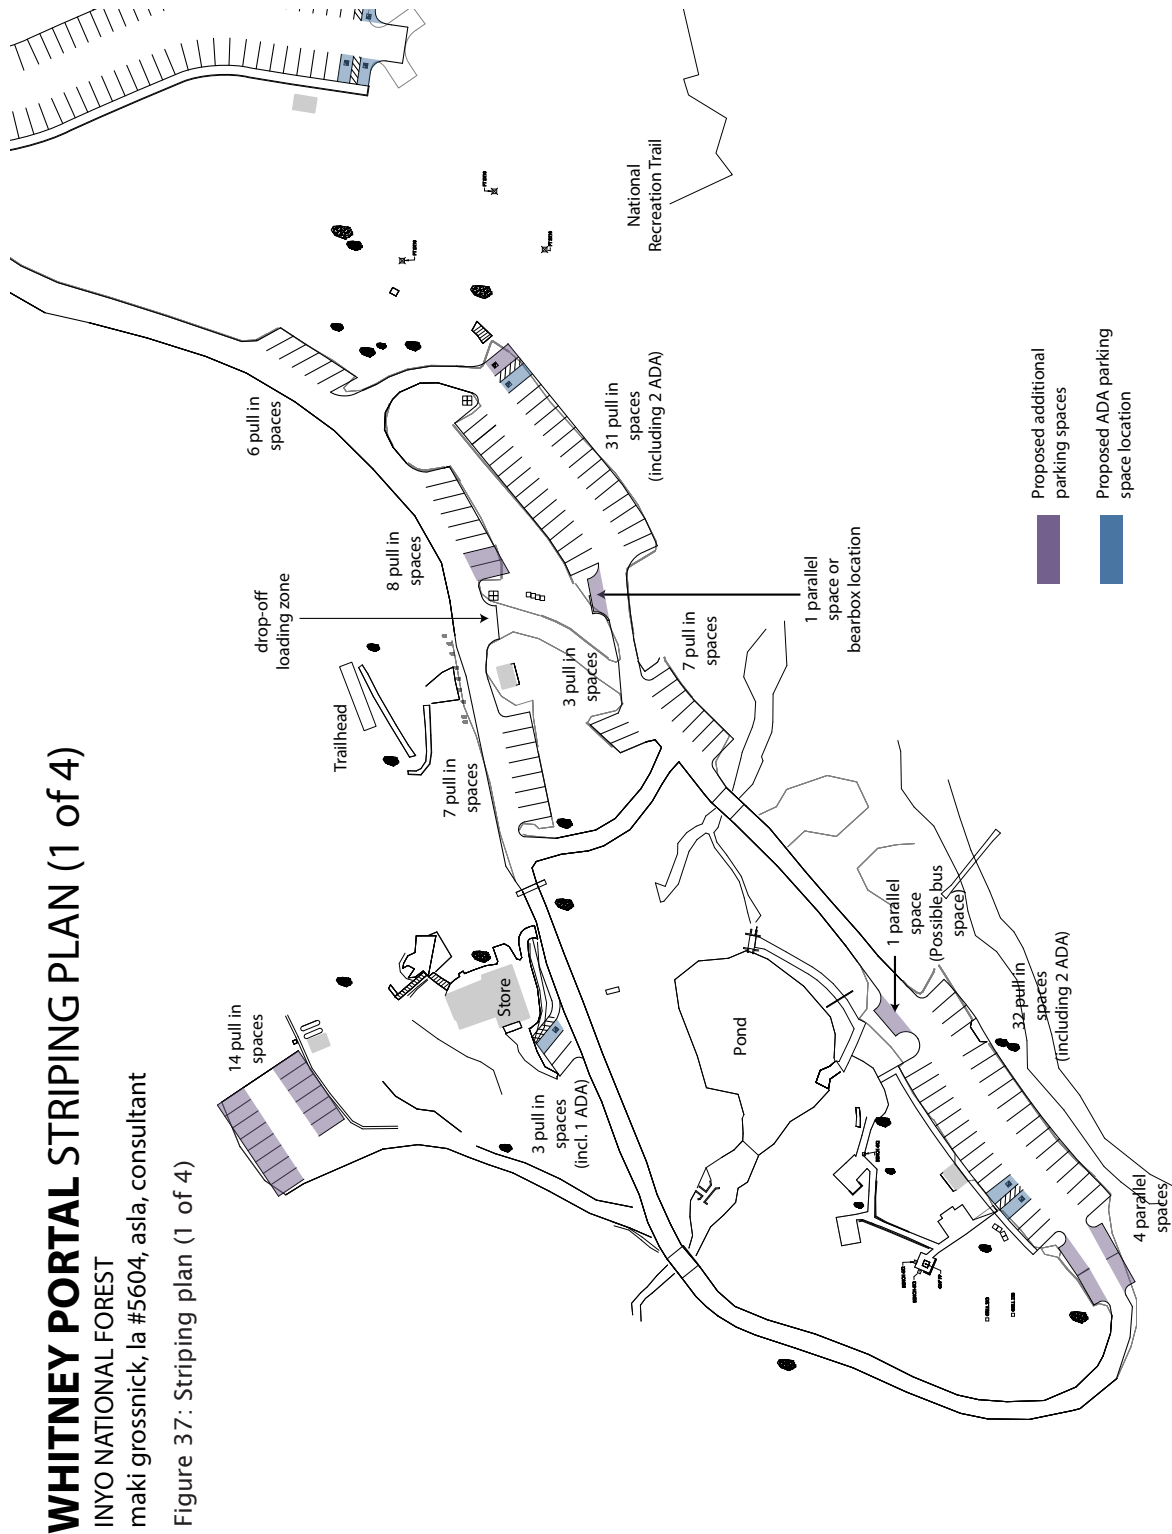 WHITNEY PORTAL STRIPING PLAN (1 of 4)
INYO NATIONAL FOREST
maki grossnick, la #5604, asla, consultant
Figure 37: Striping plan (1 of 4)
14 pull in
spaces
Trailhead
drop-off
loading zone
6 pull in
spaces
8 pull in
spaces
7 pull in
spaces
Store
3 pull in
spaces
(incl. 1 ADA)
3 pull in
spaces
31 pull in
spaces
(including 2 ADA)
National
Recreation Trail
7 pull in
spaces
1 parallel
space or
bearbox location
Pond
1 parallel
space
(Possible bus
space)
32 pull in
spaces
(including 2 ADA)
4 parallel
spaces
Proposed additional
parking spaces
Proposed ADA parking
space location